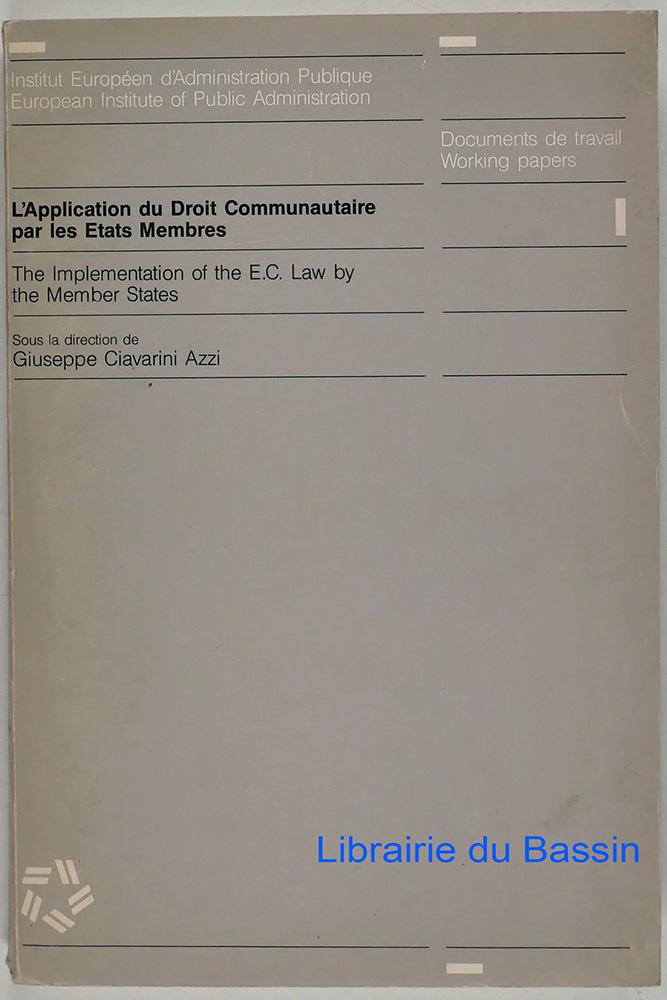 Institut Européen d'Administration Publique
European Institute of Public Administration
Documents de travail
Working papers
L'Application du Droit Communautaire
par les Etats Membres
The Implementation of the E.C. Law by
the Member States
Sous la direction de
Giuseppe Ciavarini Azzi
Librairie du Bassin